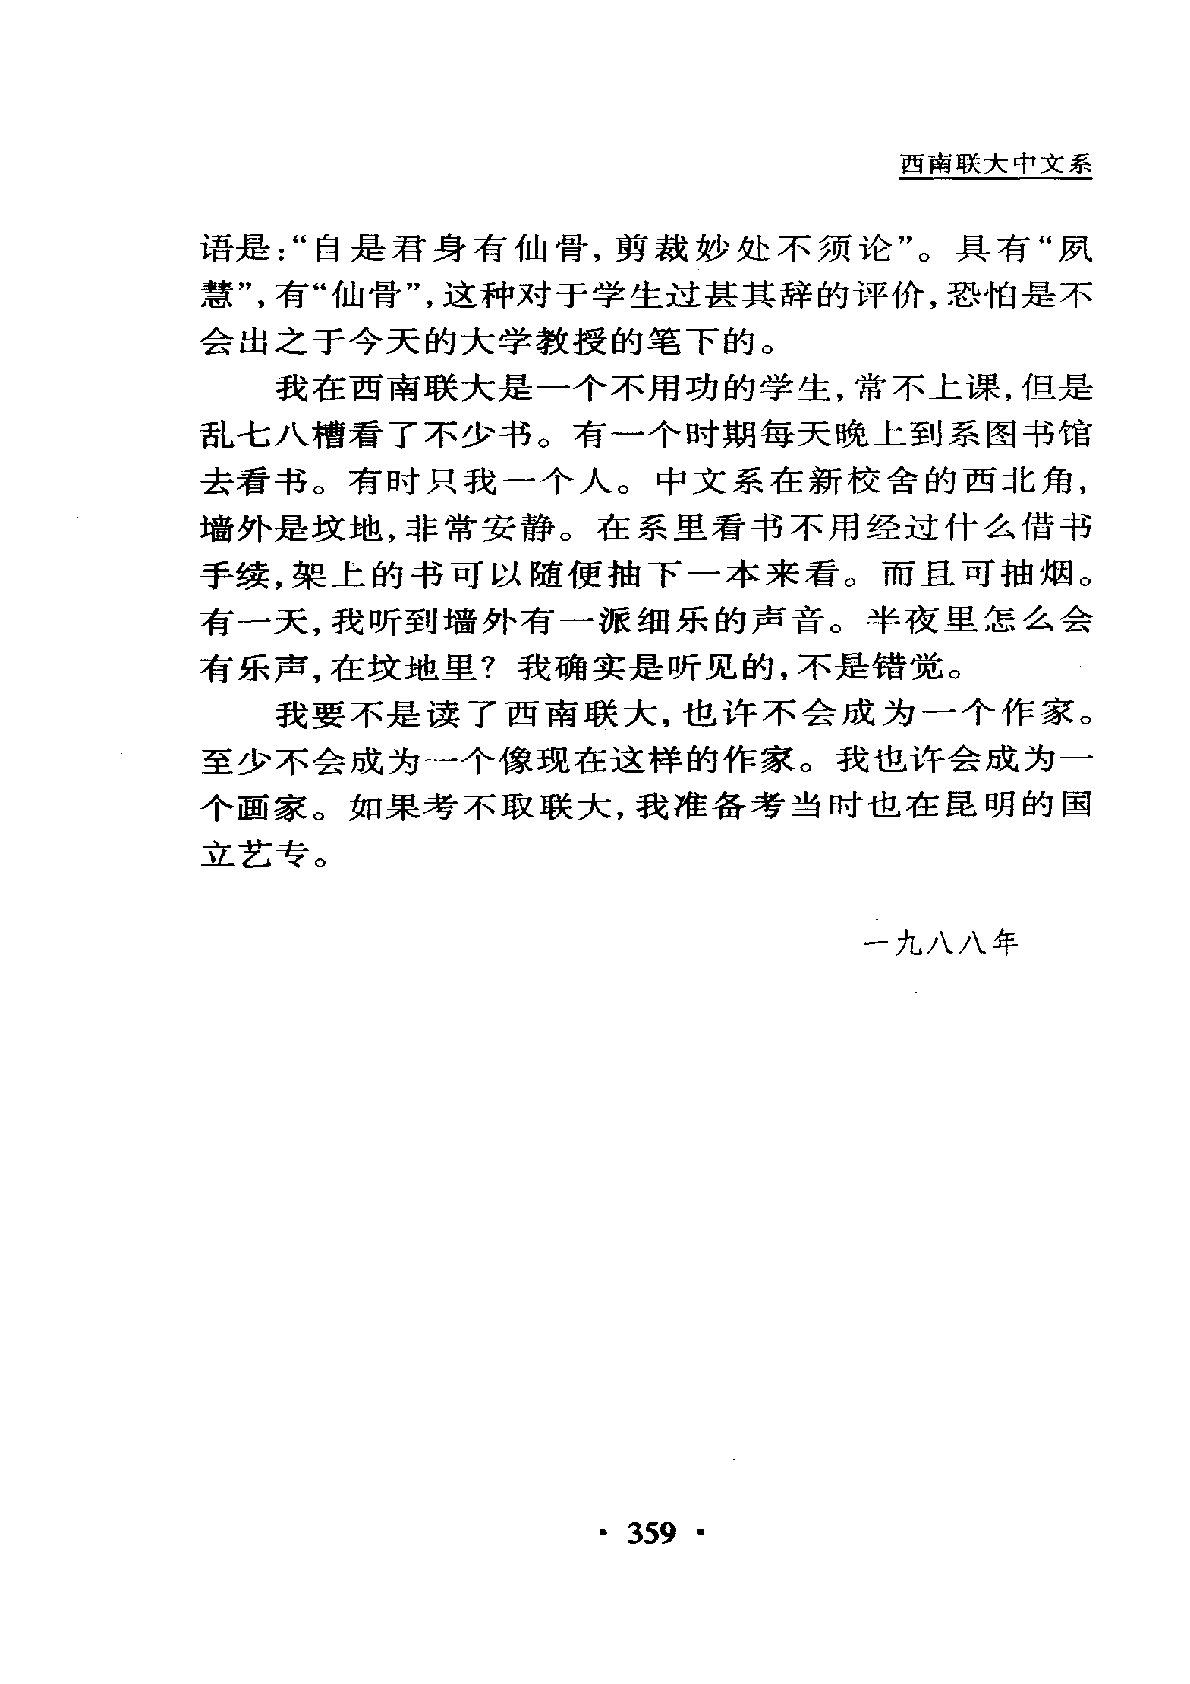 西南联大中文系
语是：“自是君身有仙骨，剪裁妙处不须论”。具有“夙
慧”，有“仙骨”，这种对于学生过甚其辞的评价，恐怕是不
会出之于今天的大学教授的笔下的。
我在西南联大是一个不用功的学生，常不上课，但是
乱七八槽看了不少书。有一个时期每天晚上到系图书馆
去看书。有时只我一个人。中文系在新校舍的西北角，
墙外是坟地，非常安静。在系里看书不用经过什么借书
手续，架上的书可以随便抽下一本来看。而且可抽烟。
有一天，我听到墙外有一派细乐的声音。半夜里怎么会
有乐声，在坟地里？我确实是听见的，不是错觉。
我要不是读了西南联大，也许不会成为一个作家。
至少不会成为一个像现在这样的作家。我也许会成为一
个画家。如果考不取联大，我准备考当时也在昆明的国
立艺专。
一九八八年
· 359 ·